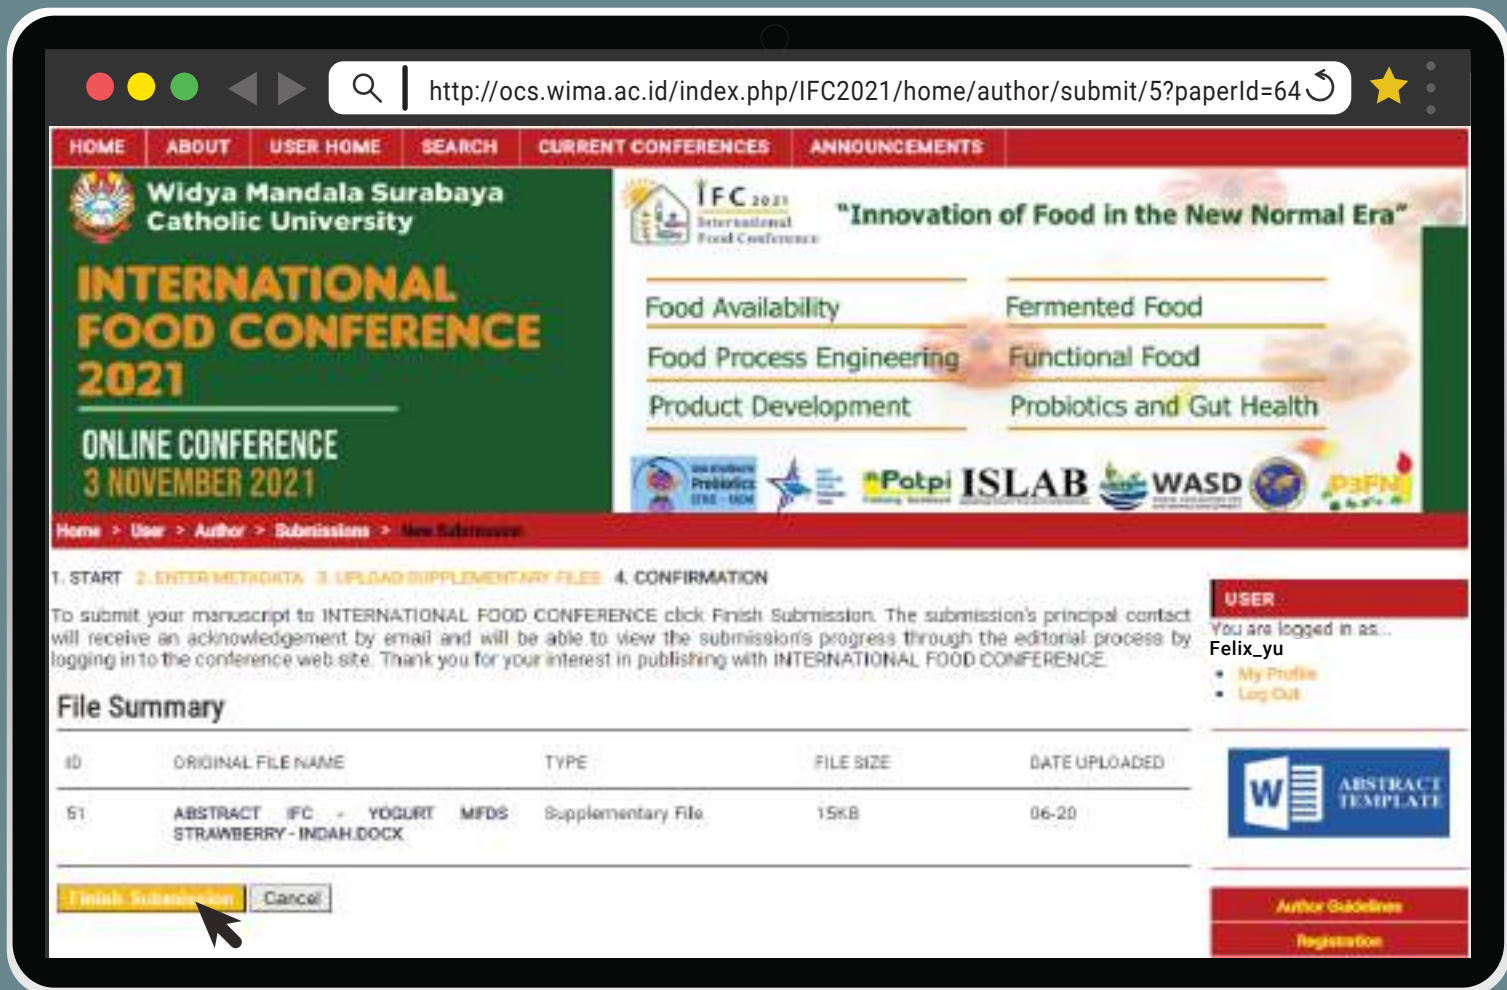 http://ocs.wima.ac.id/index.php/IFC2021/home/author/submit/5?paperId=64
HOME ABOUT USER HOME SEARCH CURRENT CONFERENCES ANNOUNCEMENTS
Widya Mandala Surabaya
Catholic University
INTERNATIONAL
FOOD CONFERENCE
2021
ONLINE CONFERENCE
3 NOVEMBER 2021
IFC 2021
International
Food Conference
"Innovation of Food in the New Normal Era"
Food Availability Fermented Food
Food Process Engineering Functional Food
Product Development Probiotics and Gut Health
Probiotics
Patpi ISLAB WASD P3FNI
Home > User > Author > Submissions > New Submission
1. START 2. ENTER METADATA 3. UPLOAD SUPPLEMENTARY FILES 4. CONFIRMATION
To submit your manuscript to INTERNATIONAL FOOD CONFERENCE click Finish Submission. The submission's principal contact
will receive an acknowledgement by email and will be able to view the submission's progress through the editorial process by
logging in to the conference web site. Thank you for your interest in publishing with INTERNATIONAL FOOD CONFERENCE.
File Summary
ID ORIGINAL FILE NAME TYPE FILE SIZE DATE UPLOADED
51 ABSTRACT IFC - YOGURT MFDS Supplementary File 15KB 06-20
STRAWBERRY - INDAH.DOCX
Finish Submission Cancel
USER
You are logged in as...
Felix_yu
My Profile
Log Out
W ABSTRACT
TEMPLATE
Author Guidelines
Registration